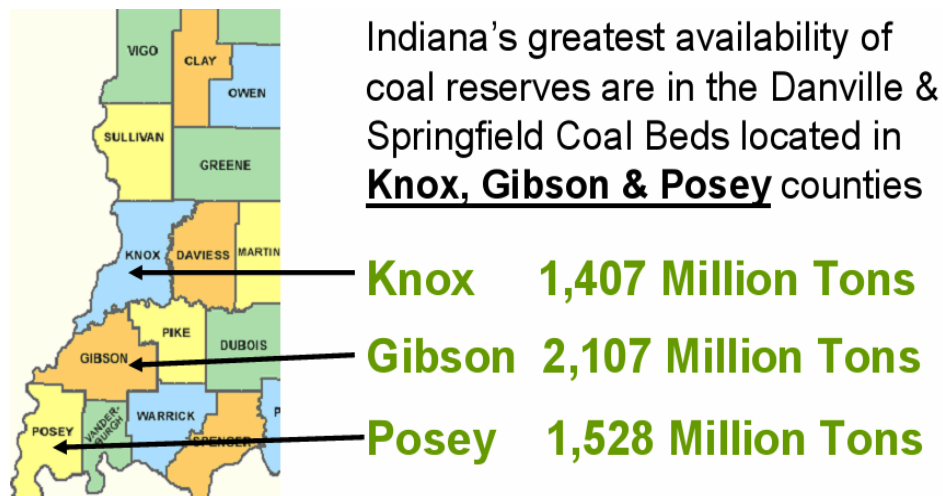 Indiana's greatest availability of
coal reserves are in the Danville &
Springfield Coal Beds located in
Knox, Gibson & Posey counties
Knox 1,407 Million Tons
Gibson 2,107 Million Tons
Posey 1,528 Million Tons
VIGO
CLAY
OWEN
SULLIVAN
GREENE
KNOX
DAVIESS
MARTIN
PIKE
DUBOIS
GIBSON
WARRICK
P
POSEY
VANDER-
BURGH
SPENCER